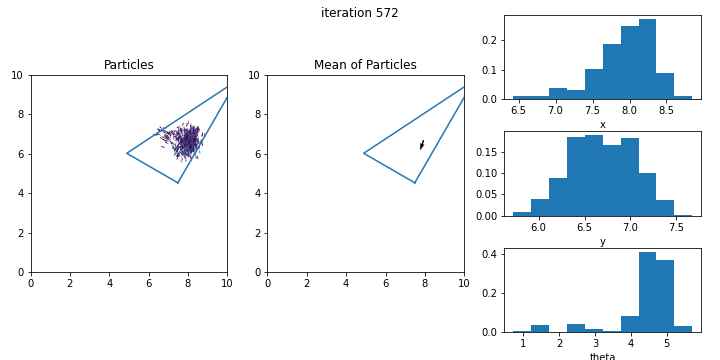 iteration 572
Particles
10
8
6
4
2
0
0 2 4 6 8 10
Mean of Particles
10
8
6
4
2
0
0 2 4 6 8 10
0.2
0.1
0.0
6.5 7.0 7.5 8.0 8.5
x
0.15
0.10
0.05
0.00
6.0 6.5 7.0 7.5
y
0.4
0.2
0.0
1 2 3 4 5
theta